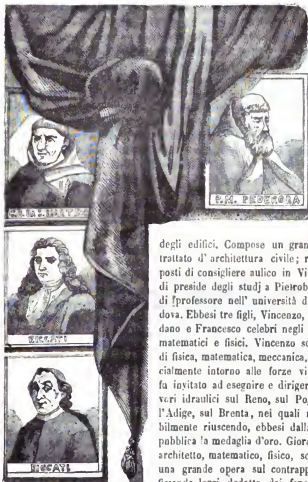 P. M. PEDEROBA
RICCATI
RICCATI
degli edifici. Compose un gran
trattato d' architettura civile; r
posti di consigliere aulico in Vi
di preside degli studj a Pietrobu
di professore nell' università d
dova. Ebbesi tre figli, Vincenzo,
dano e Francesco celebri negli
matematici e fisici. Vincenzo sc
di fisica, matematica, meccanica,
cialmente intorno alle forze vi
fu invitato ad eseguire e dirigere
vori idraulici sul Reno, sul Po,
l'Adige, sul Brenta, nei quali r
bilmente riuscendo, ebbesi dalla
pubblica la medaglia d'oro. Giore
architetto, matematico, fisico, sc
una grande opera sul contrapp